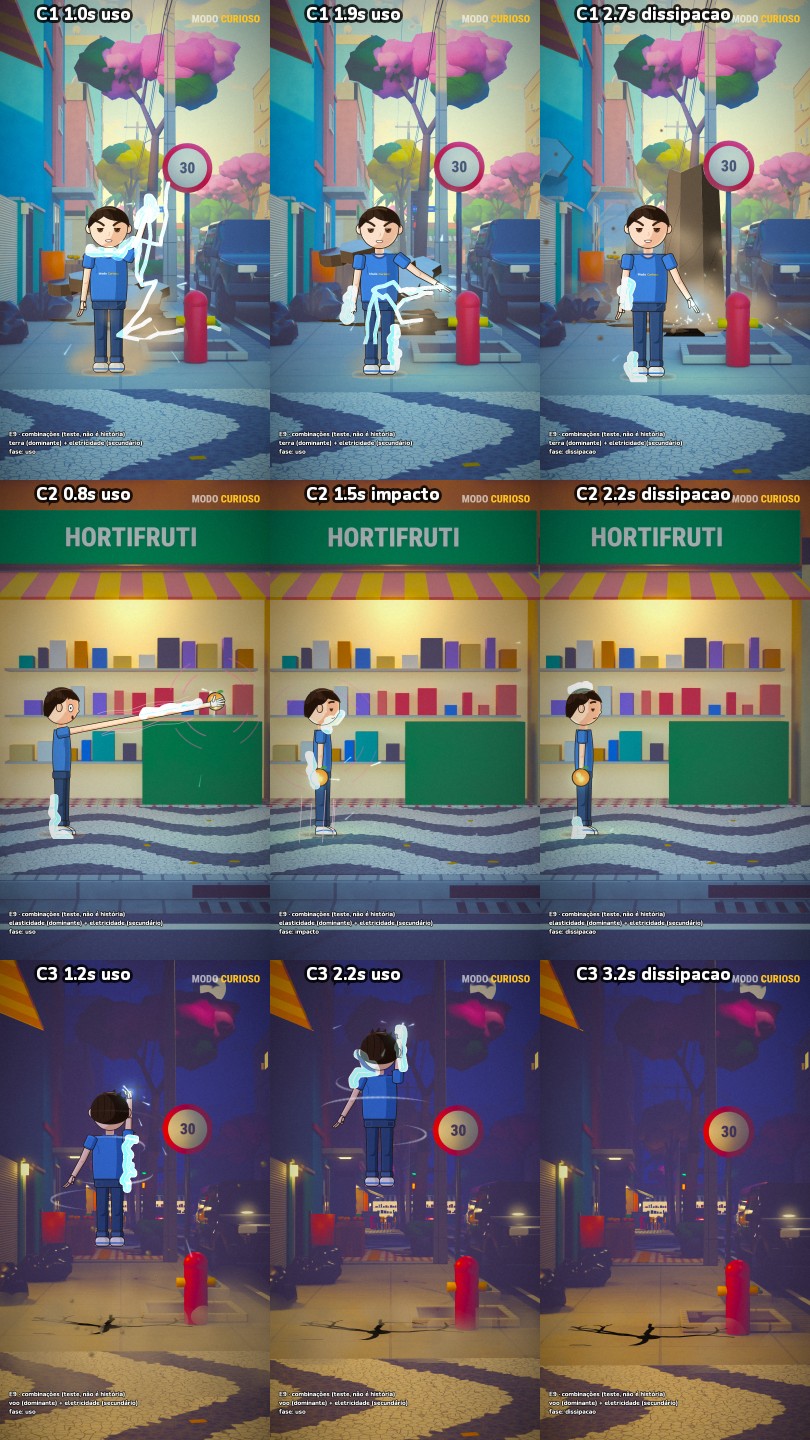 C1 1.0s uso
MODO CURIOSO
30
E9 - combinações (teste, não é história)
terra (dominante) + eletricidade (secundário)
fase: uso
C1 1.9s uso
MODO CURIOSO
30
E9 - combinações (teste, não é história)
terra (dominante) + eletricidade (secundário)
fase: uso
C1 2.7s dissipacao
MODO CURIOSO
30
E9 - combinações (teste, não é história)
terra (dominante) + eletricidade (secundário)
fase: dissipacao
C2 0.8s uso
MODO CURIOSO
HORTIFRUTI
E9 - combinações (teste, não é história)
elasticidade (dominante) + eletricidade (secundário)
fase: uso
C2 1.5s impacto
MODO CURIOSO
HORTIFRUTI
E9 - combinações (teste, não é história)
elasticidade (dominante) + eletricidade (secundário)
fase: impacto
C2 2.2s dissipacao
MODO CURIOSO
HORTIFRUTI
E9 - combinações (teste, não é história)
elasticidade (dominante) + eletricidade (secundário)
fase: dissipacao
C3 1.2s uso
MODO CURIOSO
30
E9 - combinações (teste, não é história)
voo (dominante) + eletricidade (secundário)
fase: uso
C3 2.2s uso
MODO CURIOSO
30
E9 - combinações (teste, não é história)
voo (dominante) + eletricidade (secundário)
fase: uso
C3 3.2s dissipacao
MODO CURIOSO
30
E9 - combinações (teste, não é história)
voo (dominante) + eletricidade (secundário)
fase: dissipacao